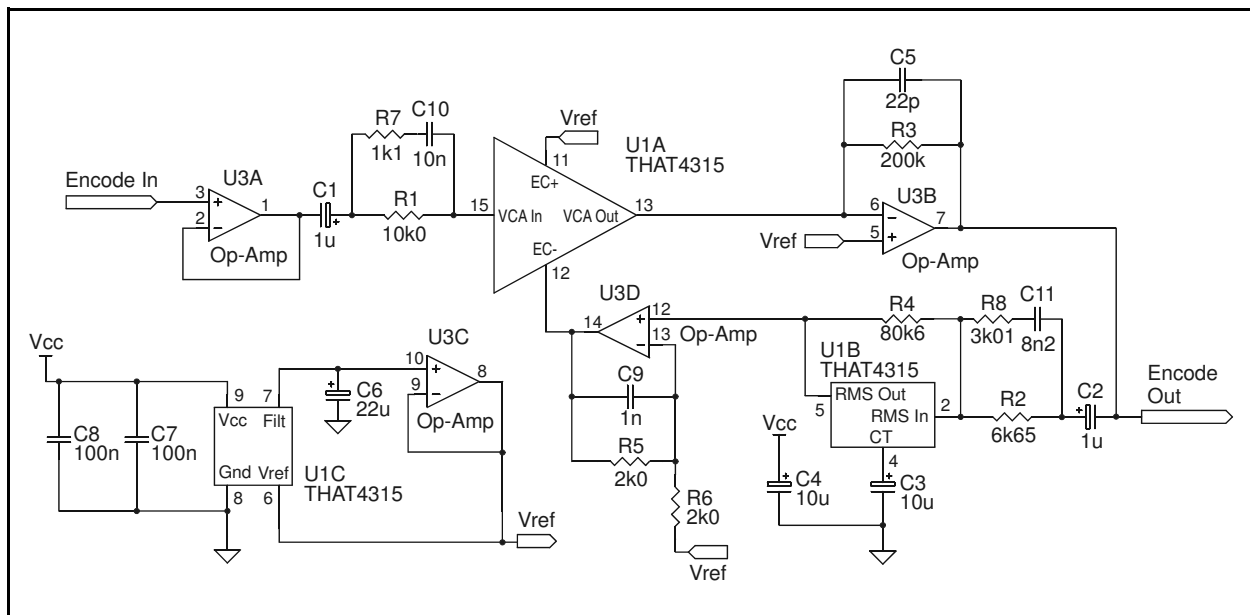 C5
22p
R3
200k
Vref
R7
1k1
C10
10n
11
EC+
U1A
THAT4315
Encode In
U3A
3
+
2
-
1
Op-Amp
C1
+
1u
R1
10k0
15
VCA In
VCA Out
13
EC-
12
U3B
6
-
5
+
7
Vref
Op-Amp
U3D
14
12
+
13
-
Op-Amp
R4
80k6
R8
3k01
C11
8n2
C9
1n
R5
2k0
R6
2k0
Vref
U1B
THAT4315
RMS Out
5
RMS In
2
CT
4
R2
6k65
C2
+
1u
Encode
Out
Vcc
+
C4
10u
+
C3
10u
Vcc
C8
100n
C7
100n
9
7
Vcc
Filt
Gnd
Vref
8
6
U1C
THAT4315
+
C6
22u
U3C
10
+
9
-
8
Op-Amp
Vref